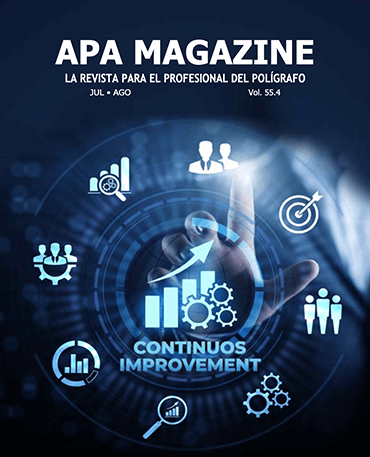 APA MAGAZINE
LA REVISTA PARA EL PROFESIONAL DEL POLÍGRAFO
JUL • AGO Vol. 55.4
CONTINUOS
IMPROVEMENT